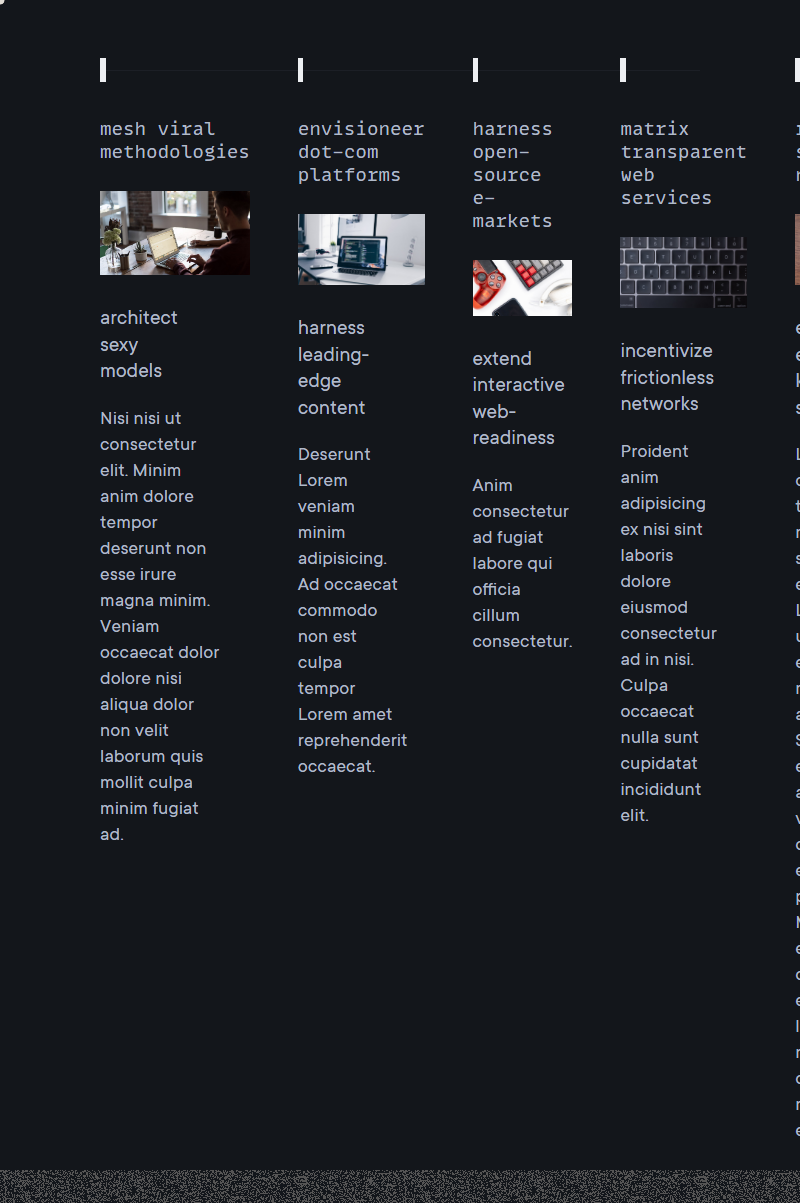 mesh viral
methodologies
architect
sexy
models
Nisi nisi ut
consectetur
elit. Minim
anim dolore
tempor
deserunt non
esse irure
magna minim.
Veniam
occaecat dolor
dolore nisi
aliqua dolor
non velit
laborum quis
mollit culpa
minim fugiat
ad.
envisioneer
dot-com
platforms
harness
leading-
edge
content
Deserunt
Lorem
veniam
minim
adipisicing.
Ad occaecat
commodo
non est
culpa
tempor
Lorem amet
reprehenderit
occaecat.
harness
open-
source
e-
markets
extend
interactive
web-
readiness
Anim
consectetur
ad fugiat
labore qui
officia
cillum
consectetur.
matrix
transparent
web
services
incentivize
frictionless
networks
Proident
anim
adipisicing
ex nisi sint
laboris
dolore
eiusmod
consectetur
ad in nisi.
Culpa
occaecat
nulla sunt
cupidatat
incididunt
elit.